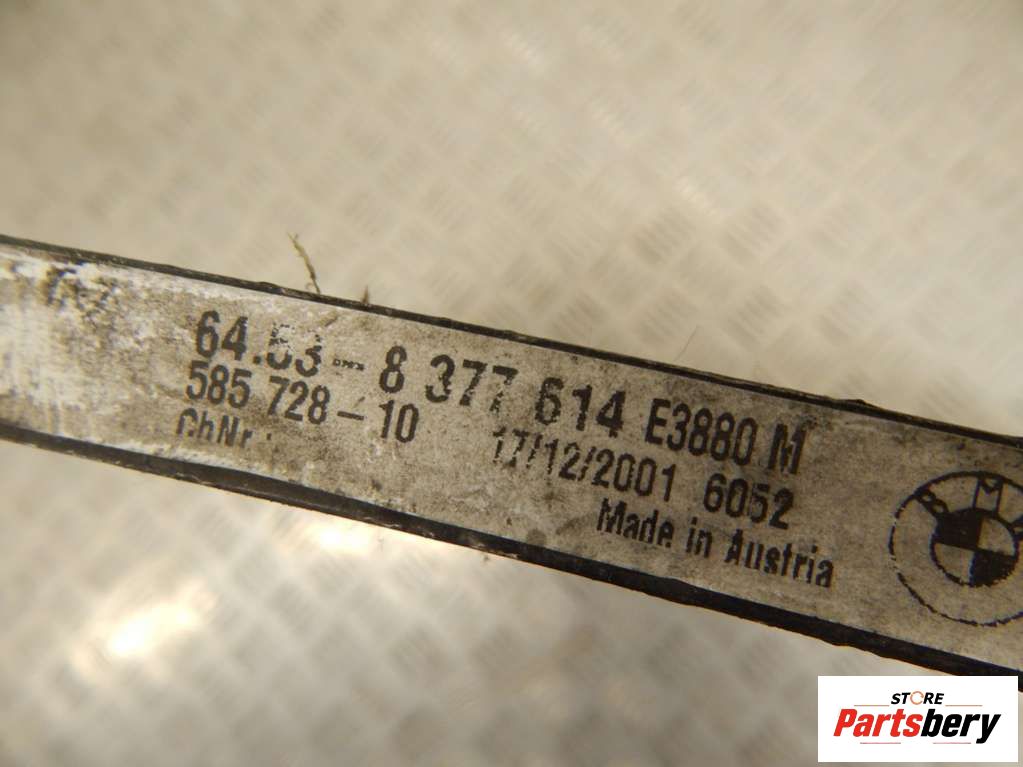 64.53-8 377 614 E3880 M
585 728-10 17/12/2001 6052
ChNr. Made in Austria
BMW
STORE
Partsbery